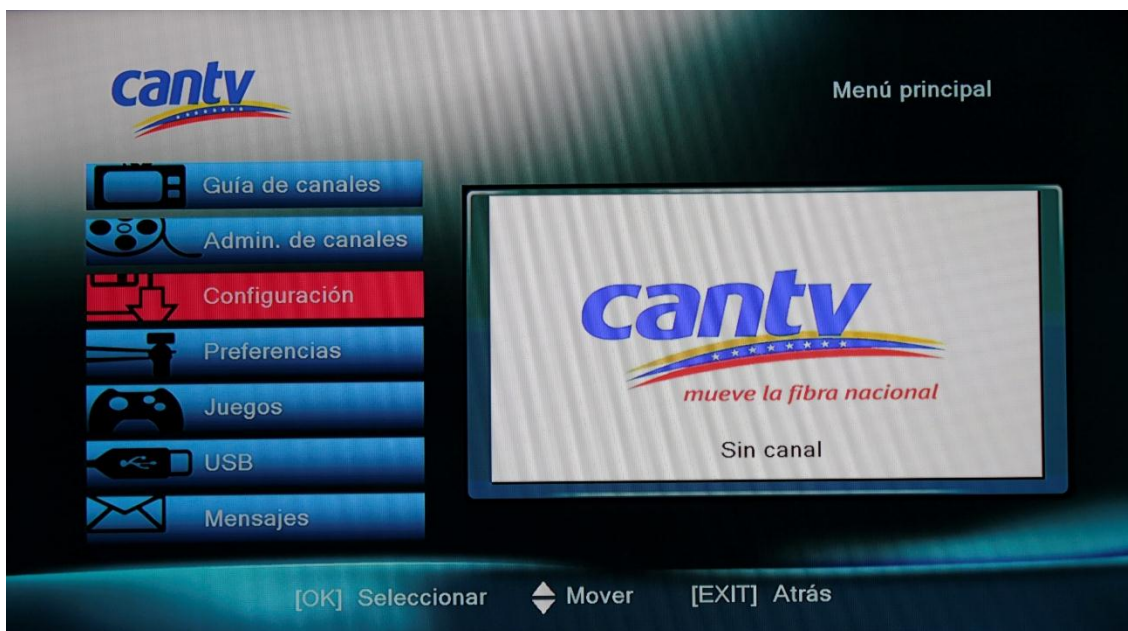 cantv
Menú principal
Guía de canales
Admin. de canales
Configuración
Preferencias
Juegos
USB
Mensajes
cantv
mueve la fibra nacional
Sin canal
[OK] Seleccionar Mover [EXIT] Atrás